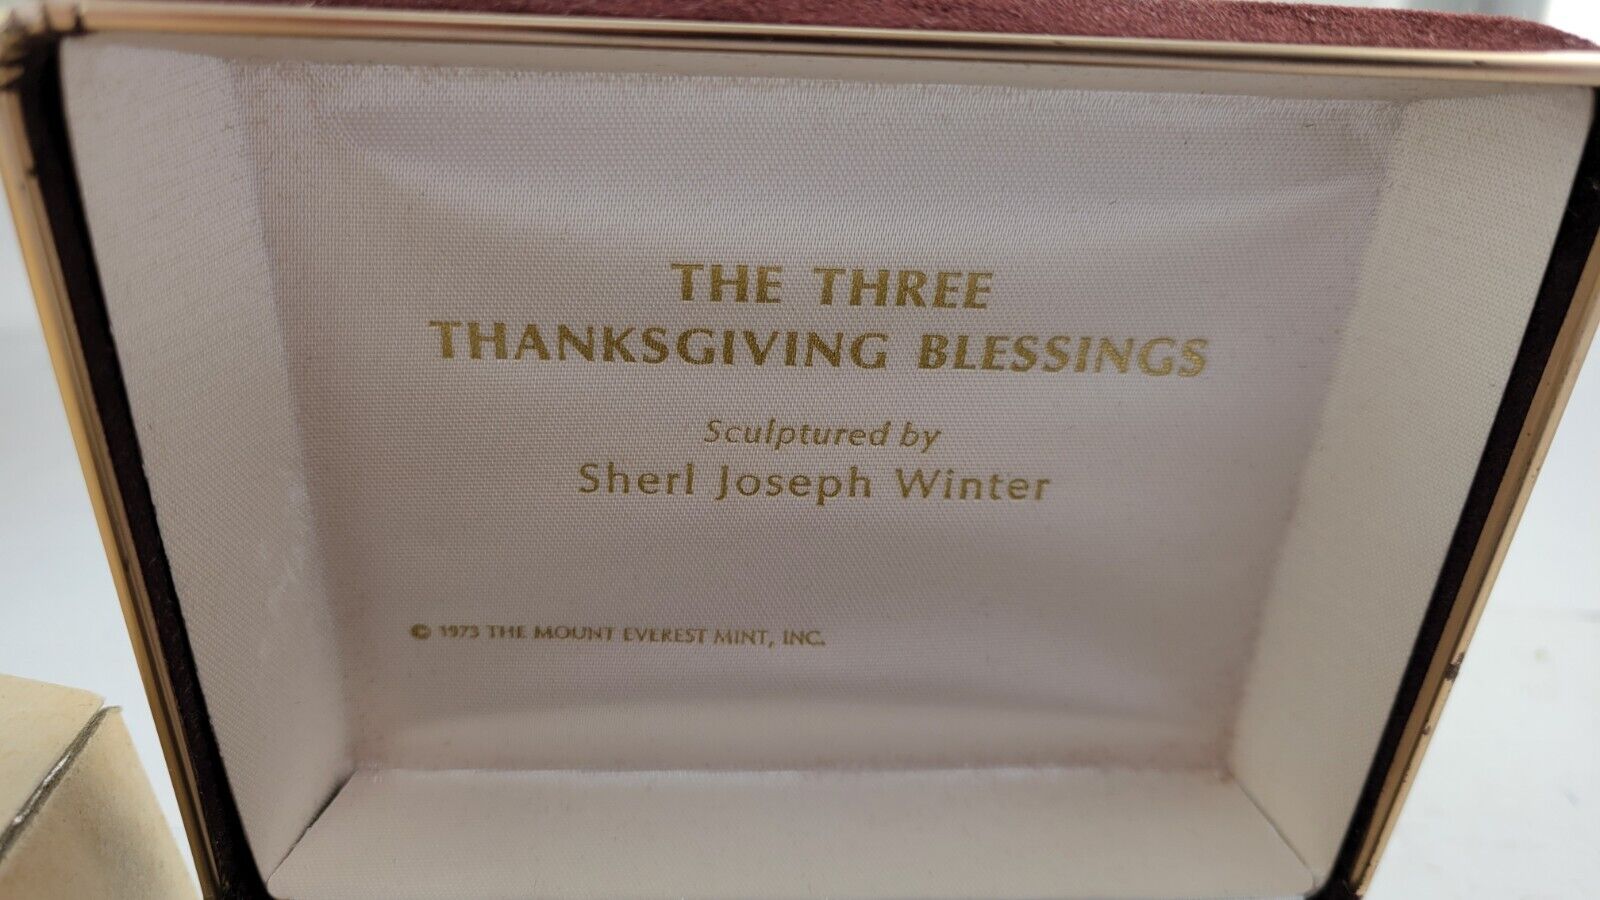 THE THREE
THANKSGIVING BLESSINGS
Sculptured by
Sherl Joseph Winter
© 1973 THE MOUNT EVEREST MINT, INC.